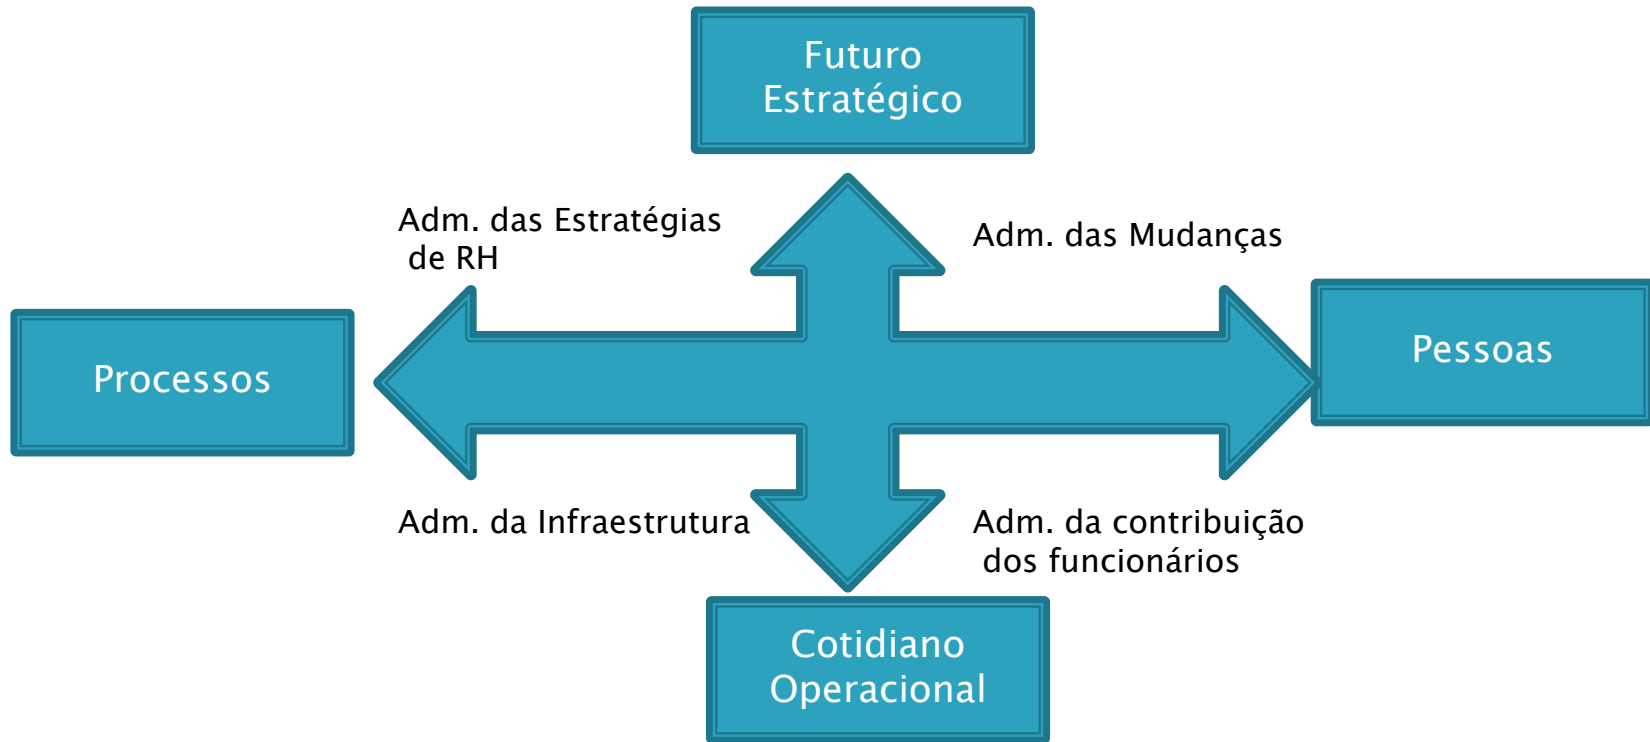 Futuro
Estratégico
Adm. das Estratégias
de RH
Adm. das Mudanças
Processos
Pessoas
Adm. da Infraestrutura
Adm. da contribuição
dos funcionários
Cotidiano
Operacional